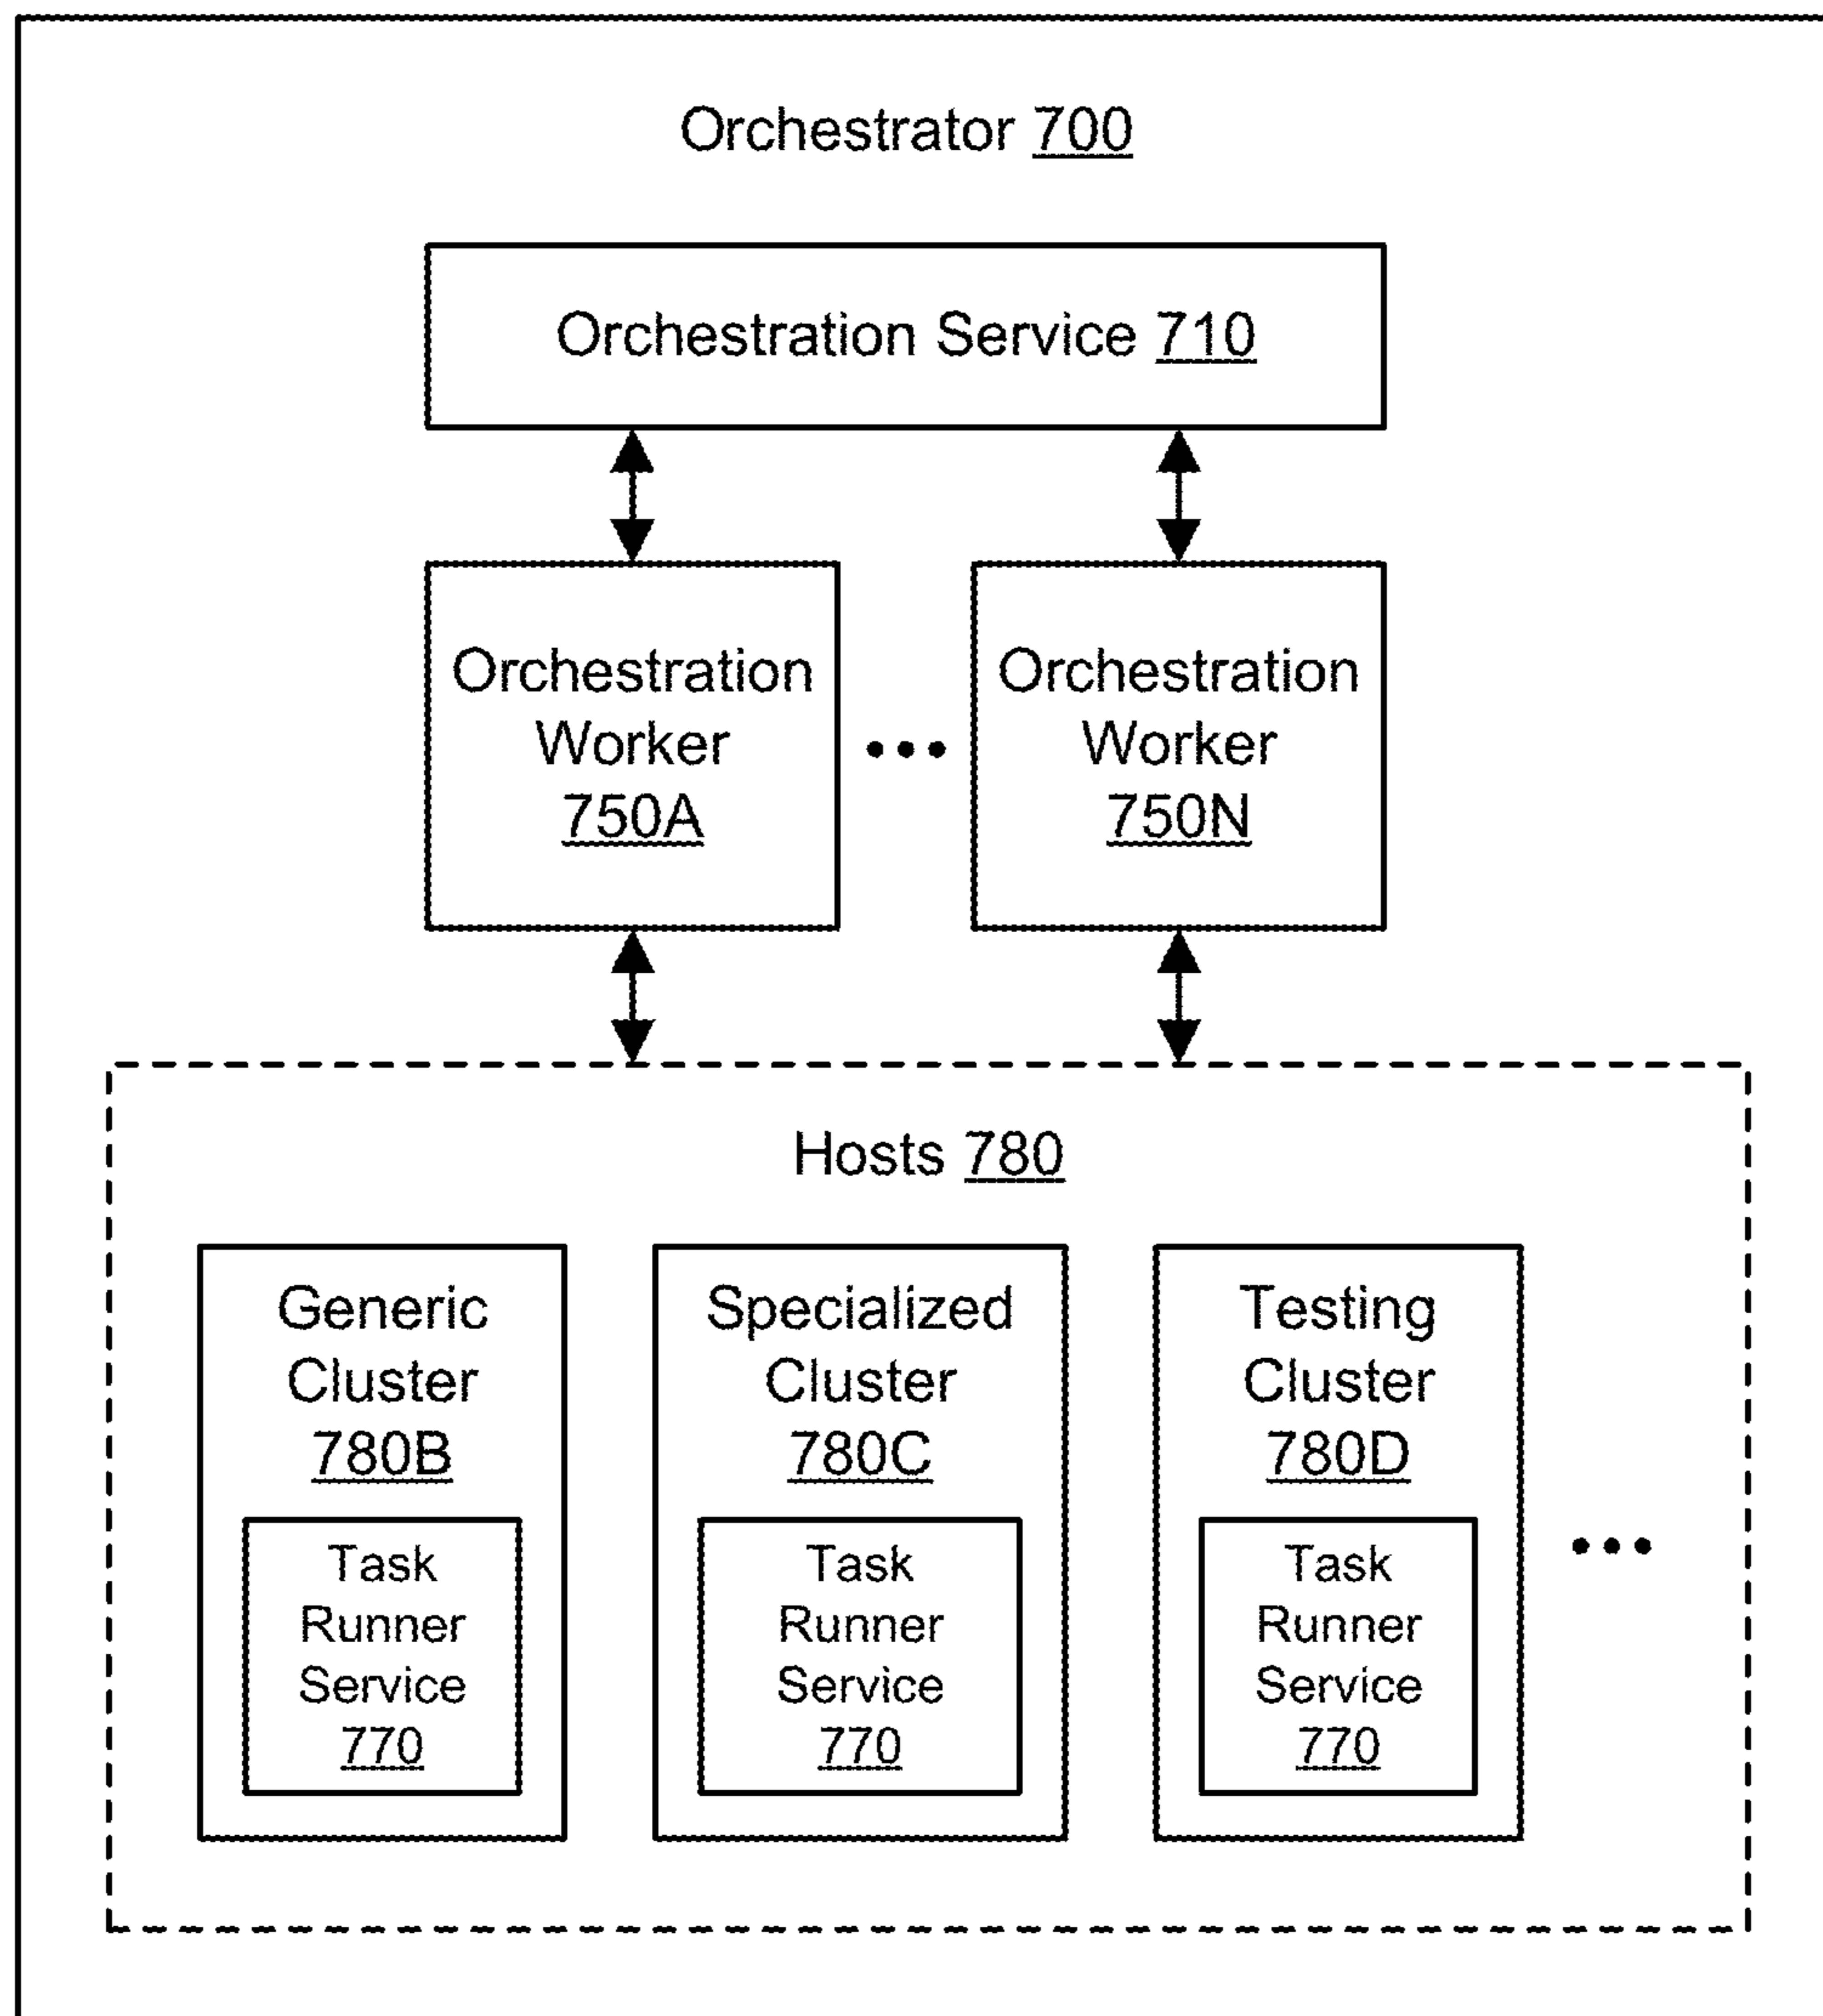 Orchestrator 700
Orchestration Service 710
Orchestration
Worker
750A
•••
Orchestration
Worker
750N
Hosts 780
Generic
Cluster
780B
Task
Runner
Service
770
Specialized
Cluster
780C
Task
Runner
Service
770
Testing
Cluster
780D
Task
Runner
Service
770
•••